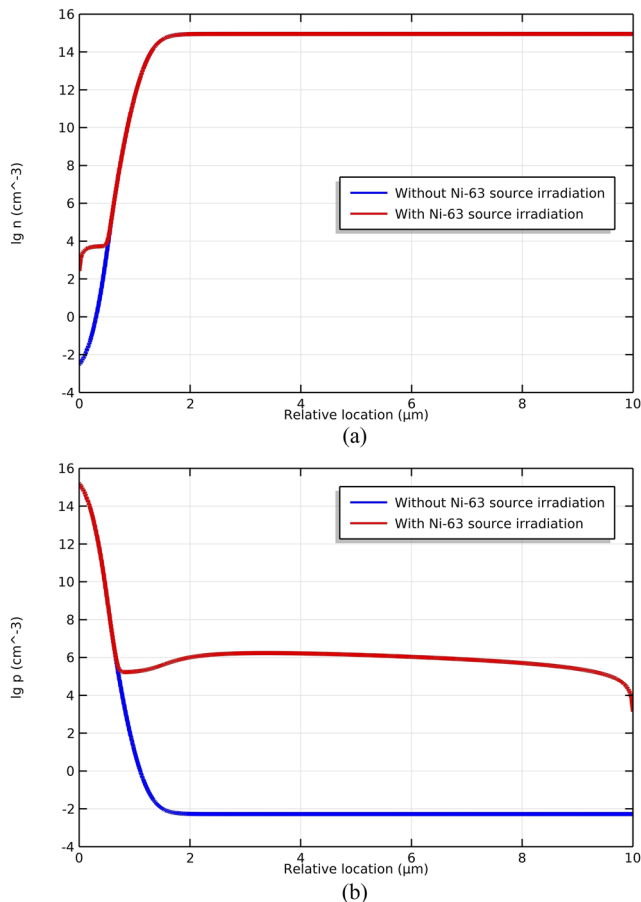 16
14
12
10
8
6
4
2
0
-2
-4
lg n (cm^-3)
Without Ni-63 source irradiation
With Ni-63 source irradiation
0 2 4 6 8 10
Relative location (µm)
(a)
16
14
12
10
8
6
4
2
0
-2
-4
lg p (cm^-3)
Without Ni-63 source irradiation
With Ni-63 source irradiation
0 2 4 6 8 10
Relative location (µm)
(b)